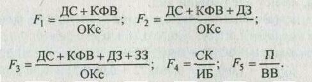 F₁ = (ДС + КФВ) / ОКс; F₂ = (ДС + КФВ + ДЗ) / ОКс;
F₃ = (ДС + КФВ + ДЗ + ЗЗ) / ОКс; F₄ = СК / ИБ; F₅ = П / ВВ.